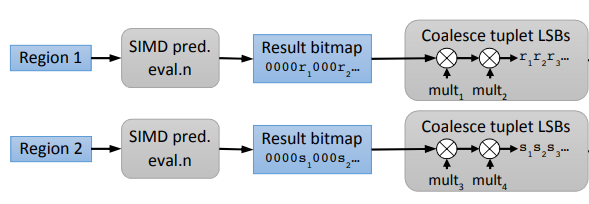 Region 1
SIMD pred.
eval.n
Result bitmap
0000r₁000r₂…
Coalesce tuplet LSBs
r₁r₂r₃…
mult₁ mult₂
Region 2
SIMD pred.
eval.n
Result bitmap
0000s₁000s₂…
Coalesce tuplet LSBs
s₁s₂s₃…
mult₃ mult₄